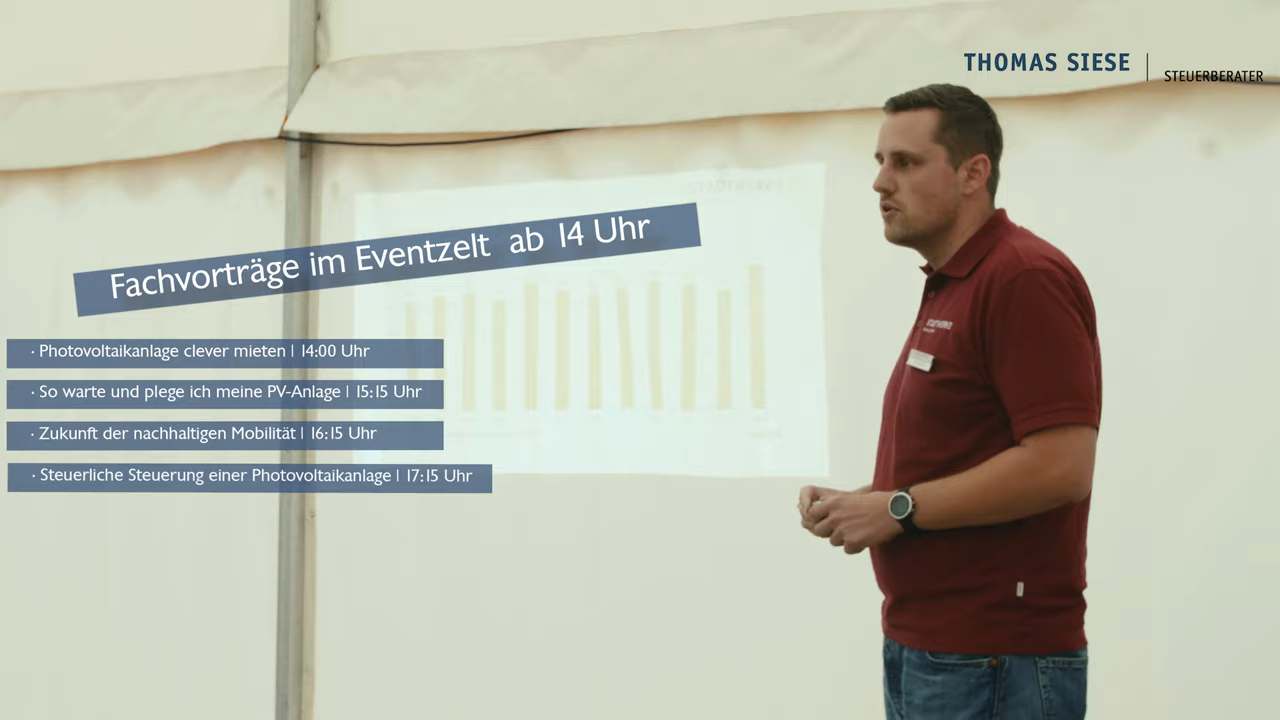 THOMAS SIESE
STEUERBERATER
Fachvorträge im Eventzelt ab 14 Uhr
· Photovoltaikanlage clever mieten | 14:00 Uhr
· So warte und plege ich meine PV-Anlage | 15:15 Uhr
· Zukunft der nachhaltigen Mobilität | 16:15 Uhr
· Steuerliche Steuerung einer Photovoltaikanlage | 17:15 Uhr